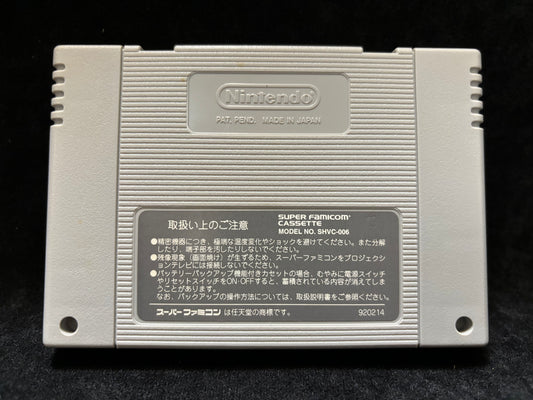 Nintendo
PAT. PEND. MADE IN JAPAN
取扱い上のご注意
SUPER FAMICOM
CASSETTE
MODEL NO. SHVC-006
●精密機器につき、極端な温度変化やショックを避けてください。また分解
したり、端子部を汚したりしないでください。
●残像現象(画面焼け)が生ずるため、スーパーファミコンをプロジェクシ
ョンテレビには接続しないでください。
●バッテリーバックアップ機能付きカセットの場合、むやみに電源スイッチ
やリセットスイッチをON・OFFすると、蓄積されている内容が消えてしま
うことがあります。
なお、バックアップの操作方法については、取扱説明書をご参照ください。
スーパーファミコン は任天堂の商標です。
920214